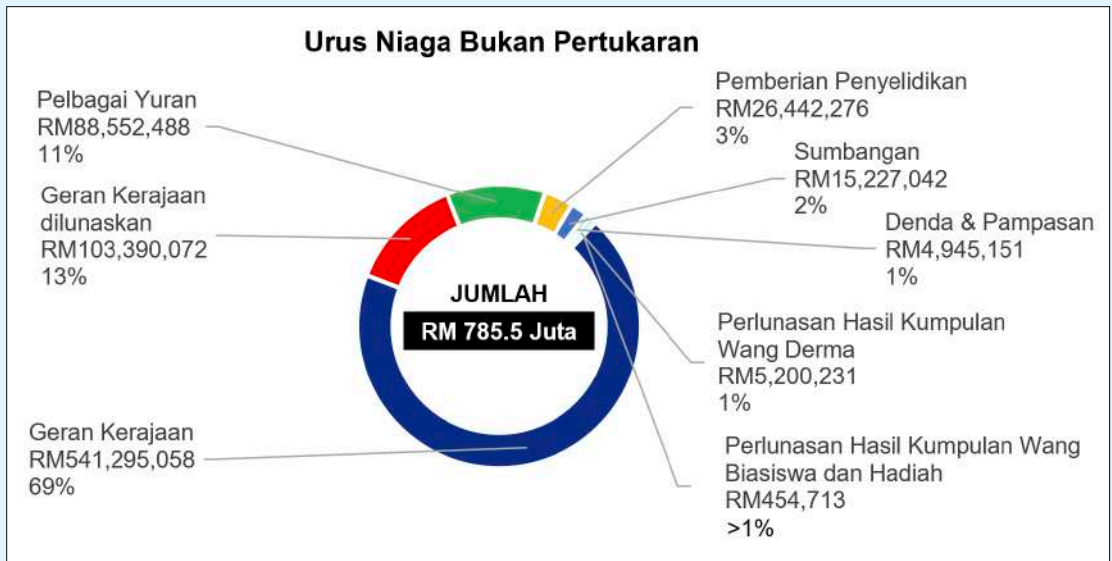 Urus Niaga Bukan Pertukaran
Pelbagai Yuran
RM88,552,488
11%
Geran Kerajaan
dilunaskan
RM103,390,072
13%
Geran Kerajaan
RM541,295,058
69%
JUMLAH
RM 785.5 Juta
Pemberian Penyelidikan
RM26,442,276
3%
Sumbangan
RM15,227,042
2%
Denda & Pampasan
RM4,945,151
1%
Perlunasan Hasil Kumpulan
Wang Derma
RM5,200,231
1%
Perlunasan Hasil Kumpulan Wang
Biasiswa dan Hadiah
RM454,713
>1%